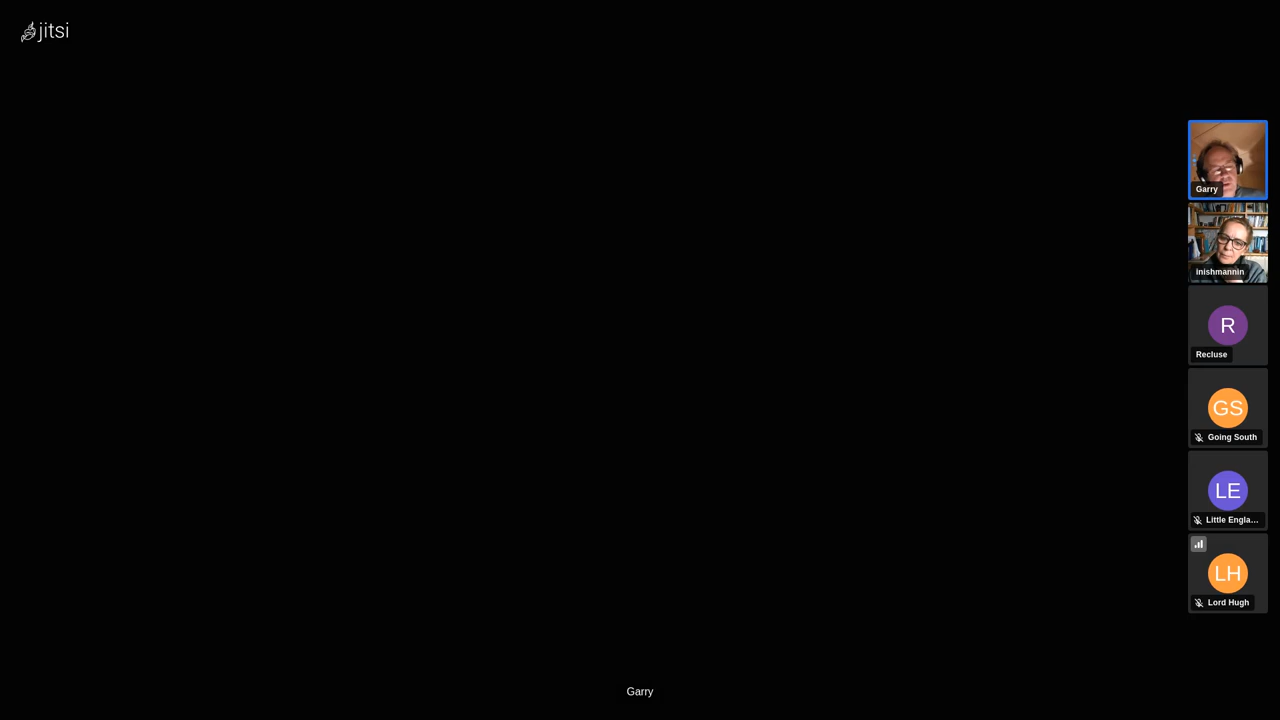 jitsi
Garry
inishmannin
R
Recluse
GS
Going South
LE
Little Engla...
LH
Lord Hugh
Garry